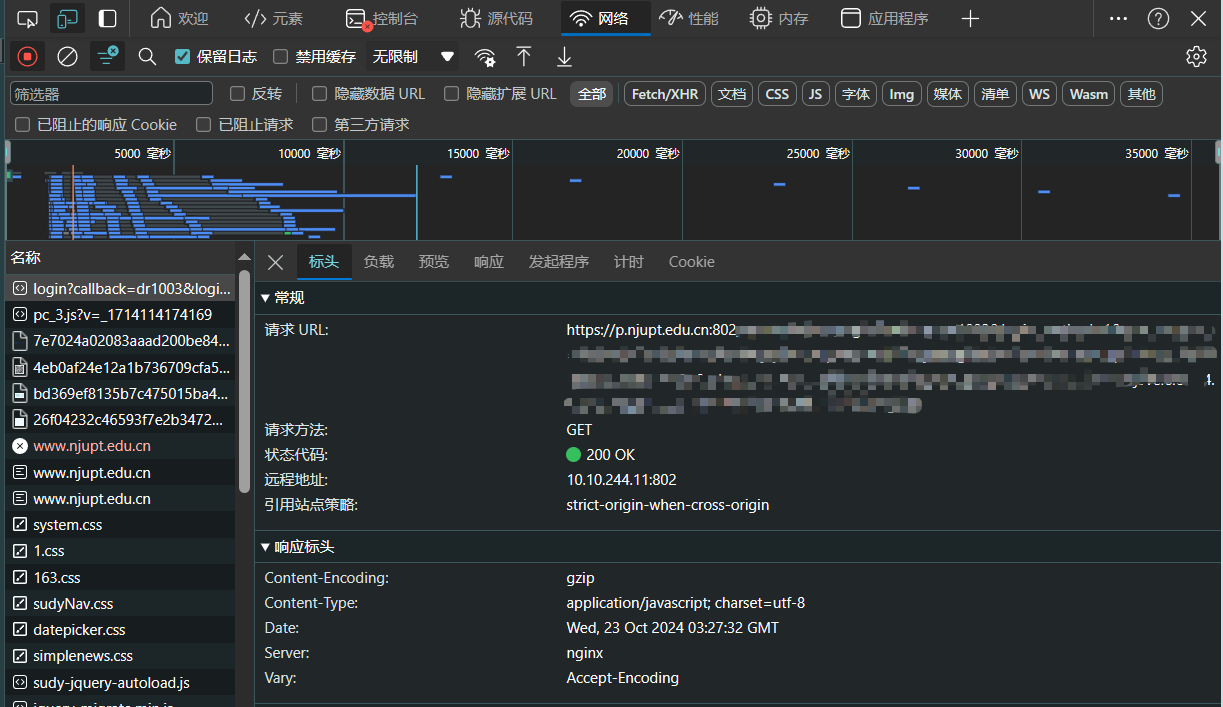 欢迎 元素 控制台 源代码 网络 性能 内存 应用程序
保留日志 禁用缓存 无限制
筛选器 反转 隐藏数据 URL 隐藏扩展 URL 全部 Fetch/XHR 文档 CSS JS 字体 Img 媒体 清单 WS Wasm 其他
已阻止的响应 Cookie 已阻止请求 第三方请求
5000 毫秒 10000 毫秒 15000 毫秒 20000 毫秒 25000 毫秒 30000 毫秒 35000 毫秒
名称
login?callback=dr1003&logi...
pc_3.js?v=_1714114174169
7e7024a02083aaad200be84...
4eb0af24e12a1b736709cfa5...
bd369ef8135b7c475015ba4...
26f04232c46593f7e2b3472...
www.njupt.edu.cn
www.njupt.edu.cn
www.njupt.edu.cn
system.css
1.css
163.css
sudyNav.css
datepicker.css
simplenews.css
sudy-jquery-autoload.js
标头 负载 预览 响应 发起程序 计时 Cookie
常规
请求 URL: https://p.njupt.edu.cn:802
请求方法: GET
状态代码: 200 OK
远程地址: 10.10.244.11:802
引用站点策略: strict-origin-when-cross-origin
响应标头
Content-Encoding: gzip
Content-Type: application/javascript; charset=utf-8
Date: Wed, 23 Oct 2024 03:27:32 GMT
Server: nginx
Vary: Accept-Encoding